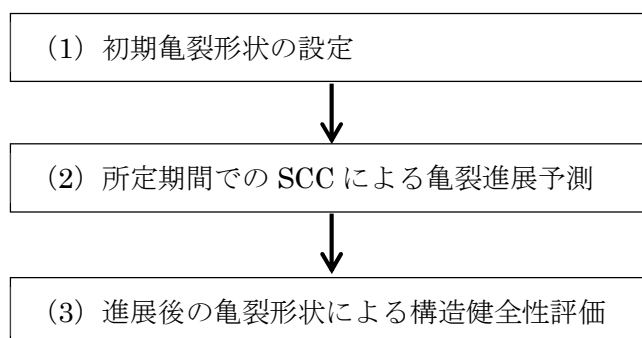 (1) 初期亀裂形状の設定
(2) 所定期間での SCC による亀裂進展予測
(3) 進展後の亀裂形状による構造健全性評価